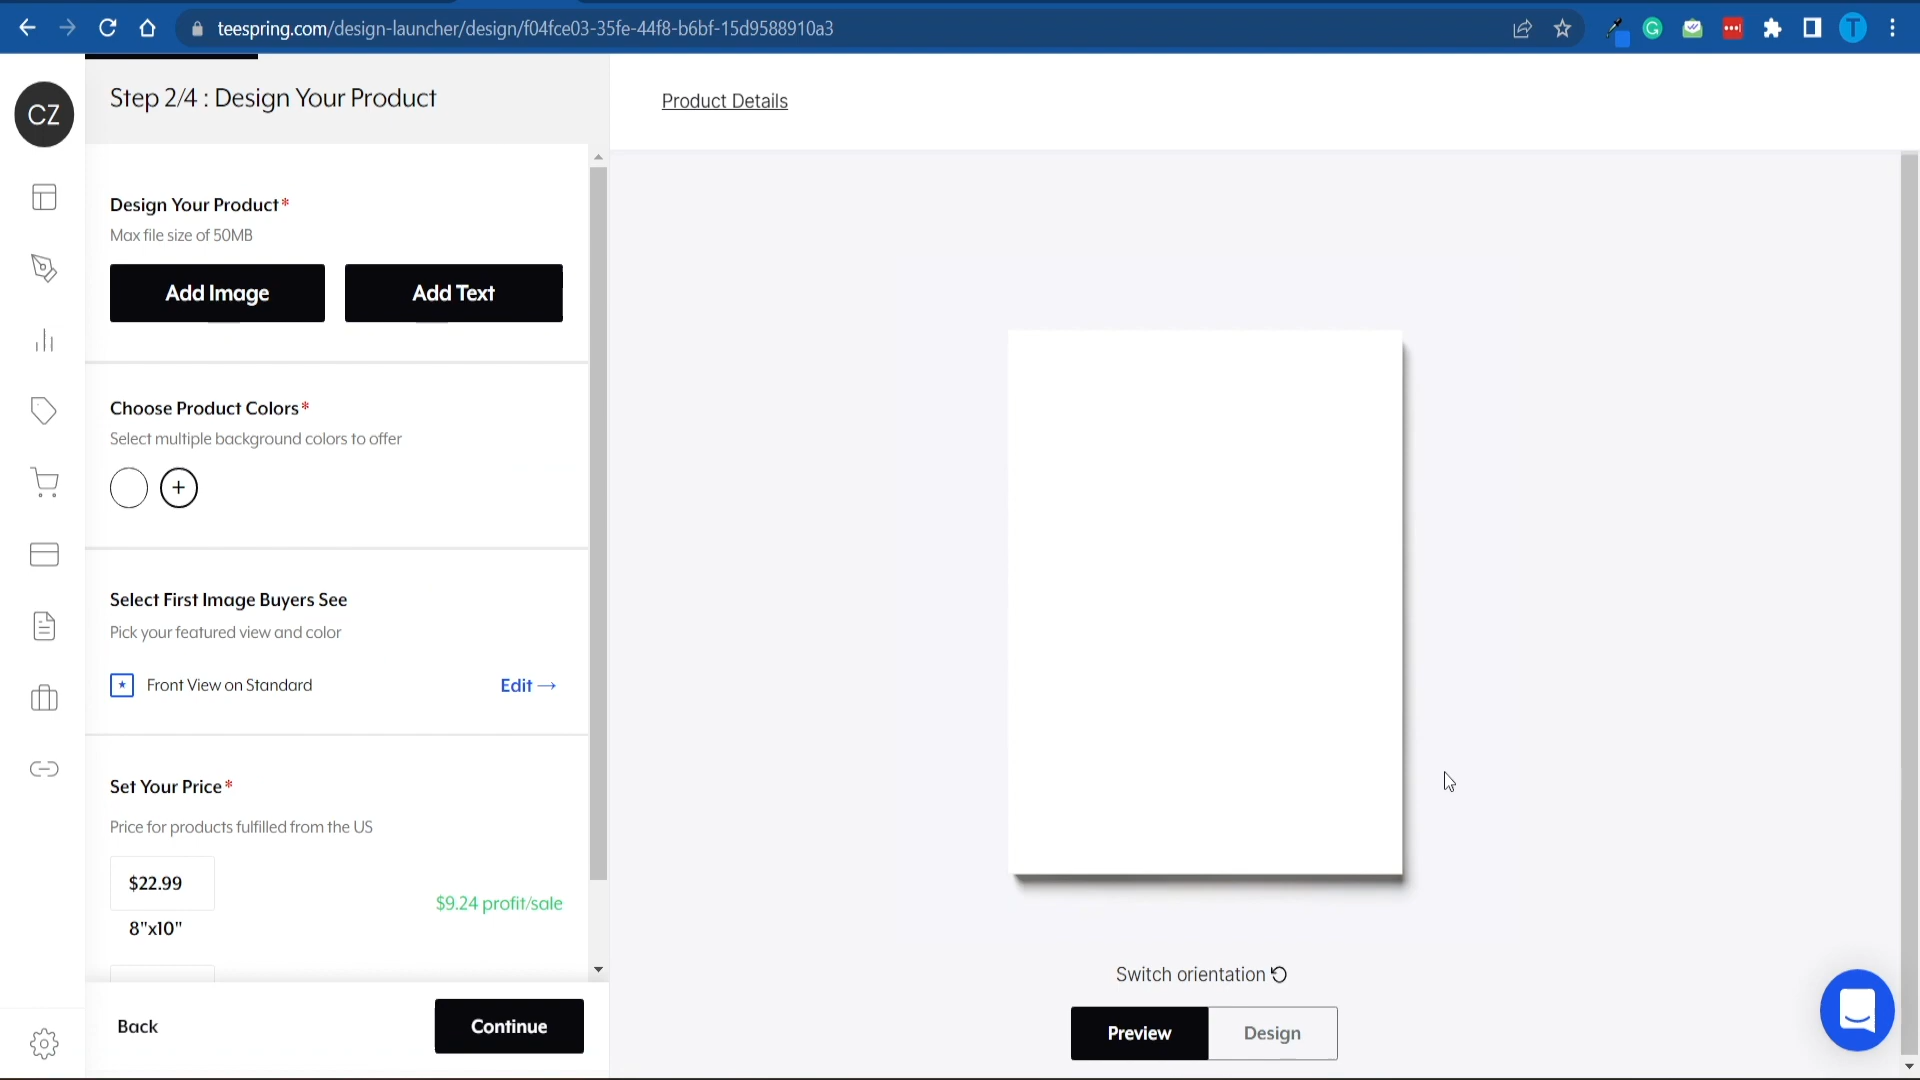 teespring.com/design-launcher/design/f04fce03-35fe-44f8-b6bf-15d9588910a3
T
CZ
Step 2/4 : Design Your Product
Product Details
Design Your Product*
Max file size of 50MB
Add Image
Add Text
Choose Product Colors*
Select multiple background colors to offer
+
Select First Image Buyers See
Pick your featured view and color
Front View on Standard
Edit →
Set Your Price*
Price for products fulfilled from the US
$22.99
$9.24 profit/sale
8"x10"
Switch orientation
Back
Continue
Preview
Design